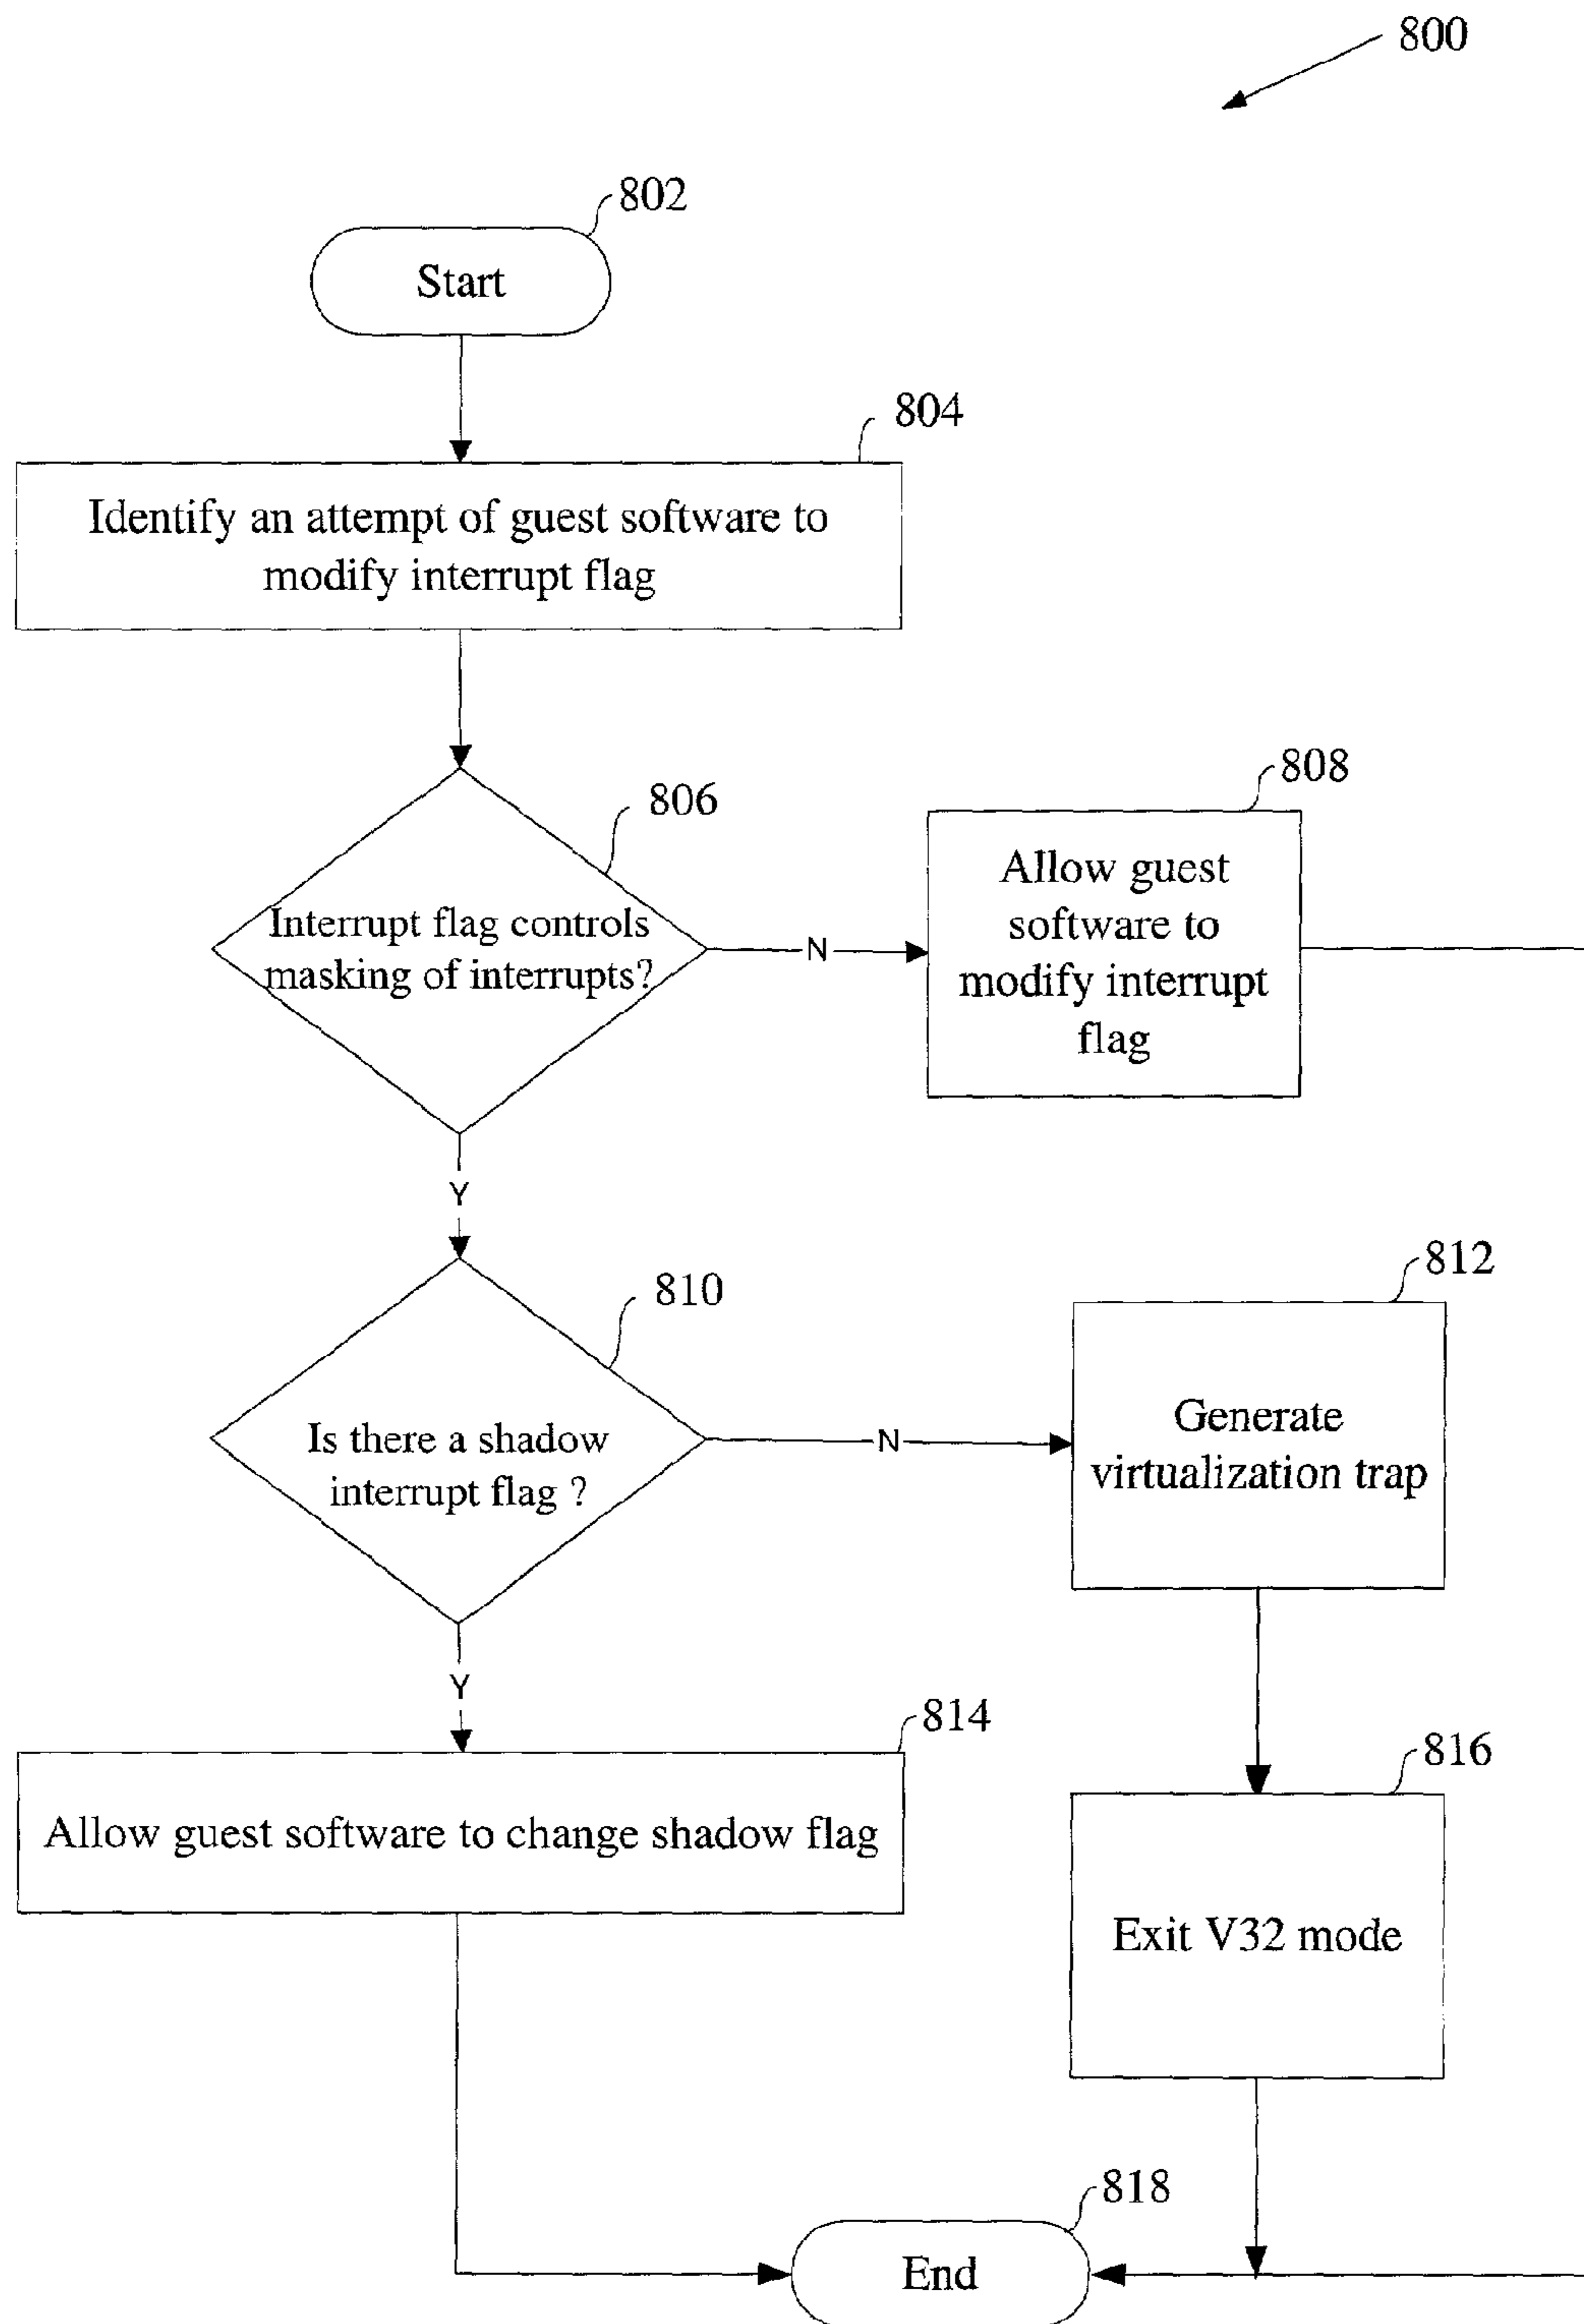 800
802
Start
804
Identify an attempt of guest software to
modify interrupt flag
806
Interrupt flag controls
masking of interrupts?
N
808
Allow guest
software to
modify interrupt
flag
Y
810
Is there a shadow
interrupt flag ?
N
812
Generate
virtualization trap
Y
814
Allow guest software to change shadow flag
816
Exit V32 mode
818
End